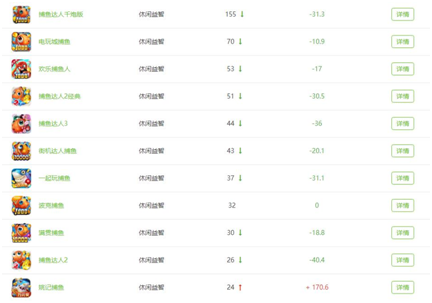 捕鱼达人千炮版 休闲益智 155 ↓ -31.3 详情
电玩城捕鱼 休闲益智 70 ↓ -10.9 详情
欢乐捕鱼人 休闲益智 53 ↓ -17 详情
捕鱼达人2经典 休闲益智 51 ↓ -30.5 详情
捕鱼达人3 休闲益智 44 ↓ -36 详情
街机达人捕鱼 休闲益智 43 ↓ -20.1 详情
一起玩捕鱼 休闲益智 37 ↓ -31.1 详情
波克捕鱼 休闲益智 32 0 详情
满贯捕鱼 休闲益智 30 ↓ -18.8 详情
捕鱼达人2 休闲益智 26 ↓ -40.4 详情
姚记捕鱼 休闲益智 24 ↑ + 170.6 详情